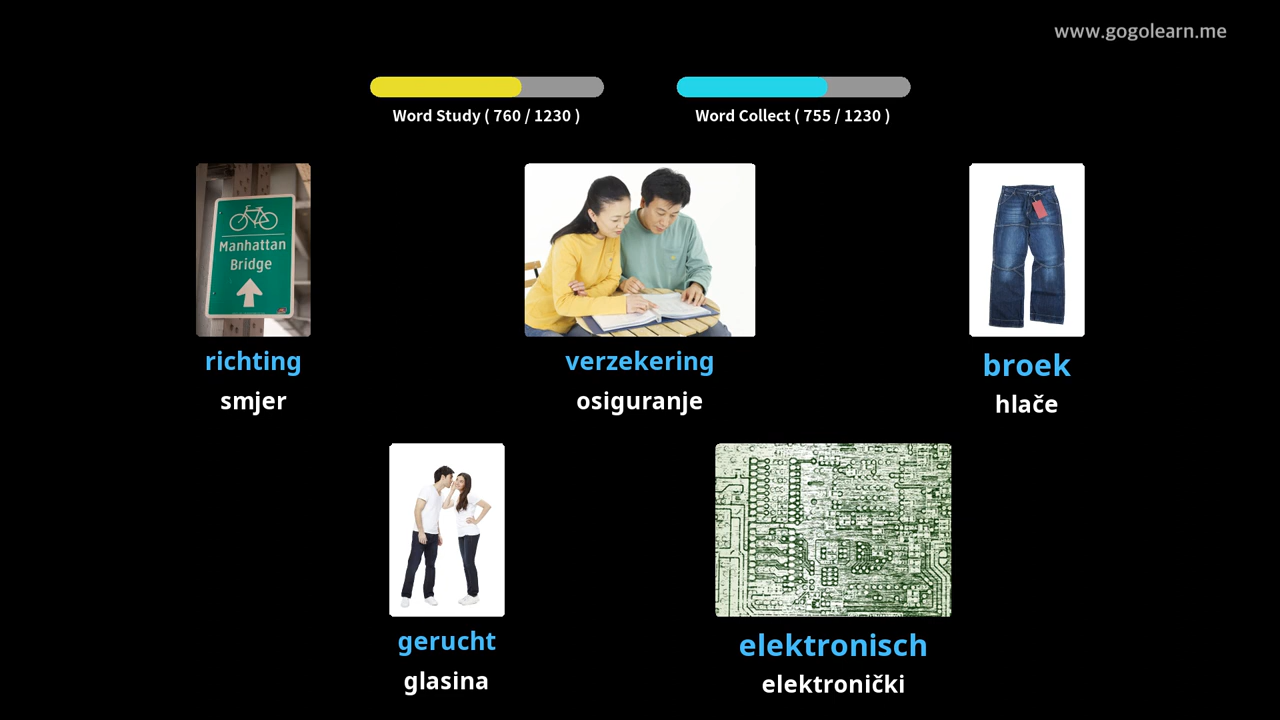 www.gogolearn.me
Word Study ( 760 / 1230 )
Word Collect ( 755 / 1230 )
Manhattan
Bridge
richting
smjer
verzekering
osiguranje
broek
hlače
gerucht
glasina
elektronisch
elektronički